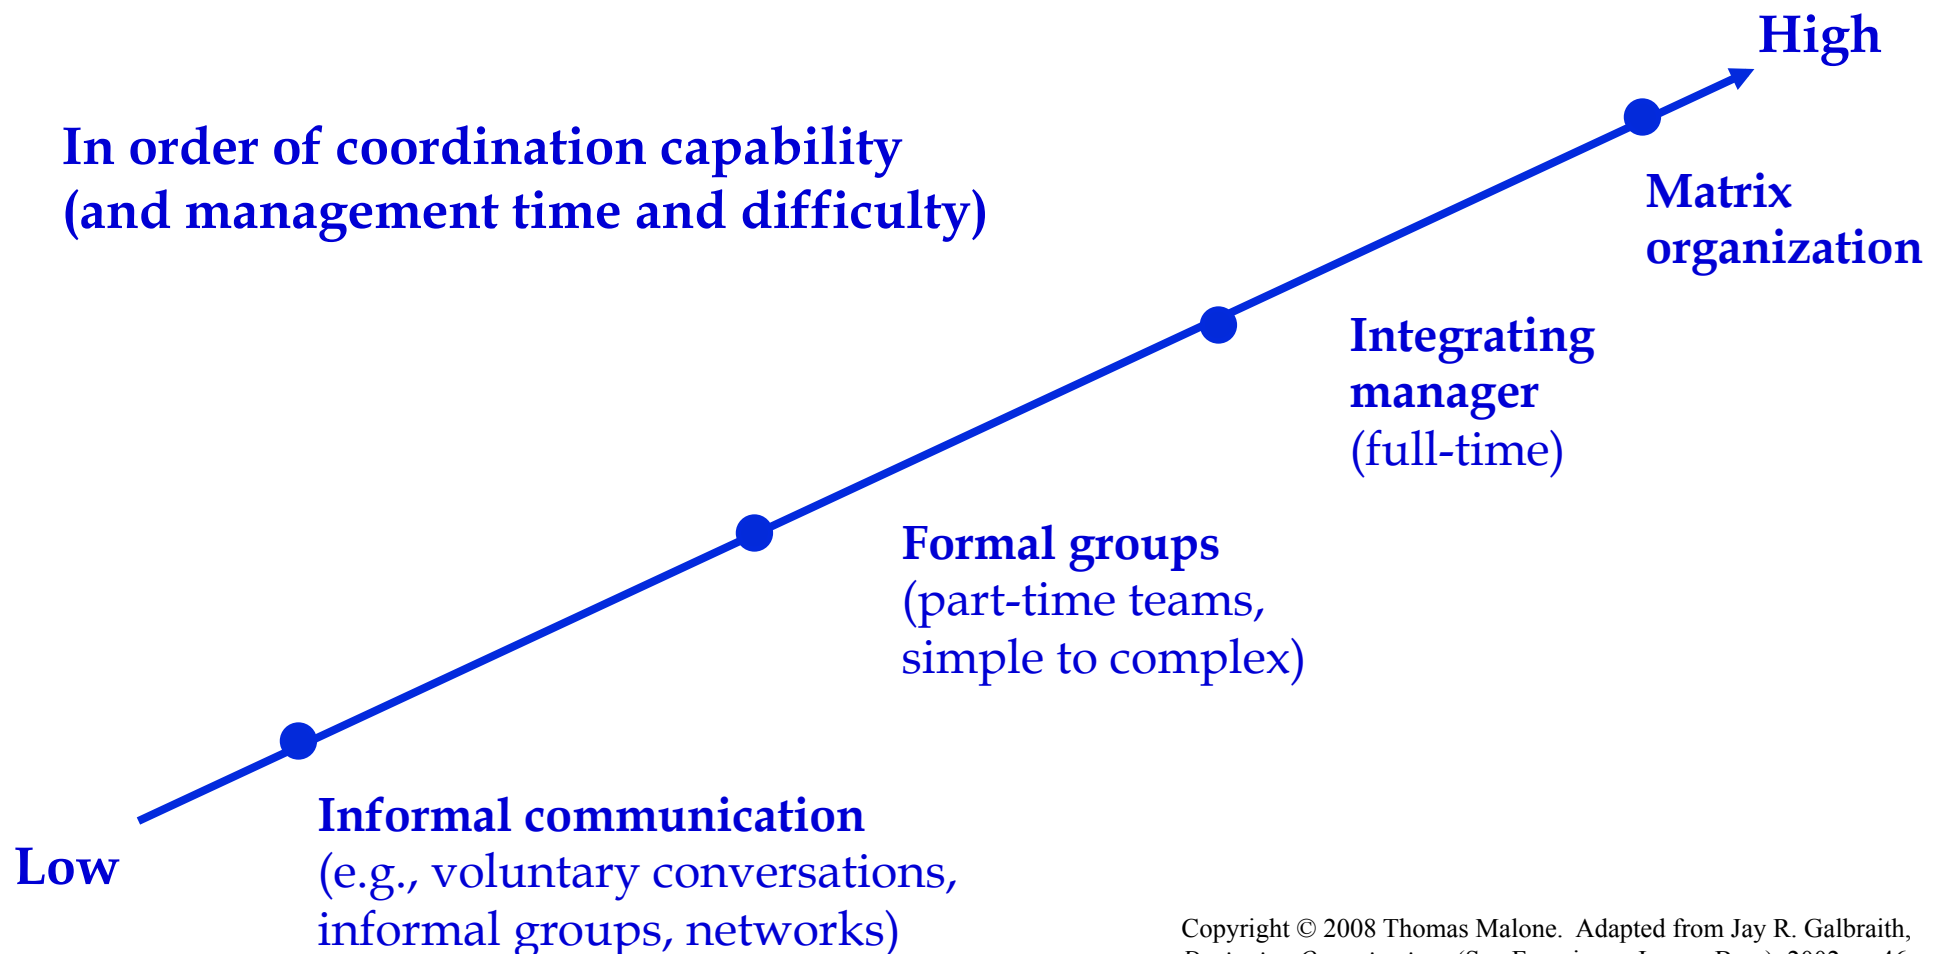 High
In order of coordination capability
(and management time and difficulty)
Matrix
organization
Integrating
manager
(full-time)
Formal groups
(part-time teams,
simple to complex)
Informal communication
(e.g., voluntary conversations,
informal groups, networks)
Low
Copyright © 2008 Thomas Malone. Adapted from Jay R. Galbraith,